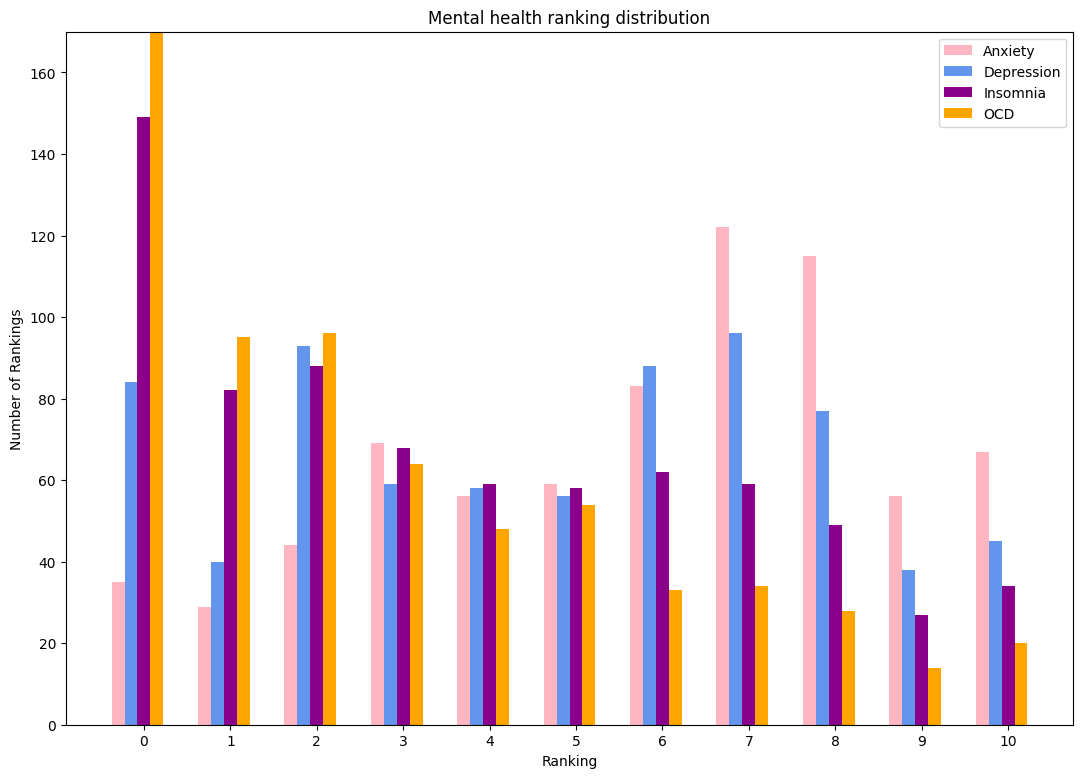 Mental health ranking distribution
Anxiety
Depression
Insomnia
OCD
Number of Rankings
160
140
120
100
80
60
40
20
0
0 1 2 3 4 5 6 7 8 9 10
Ranking